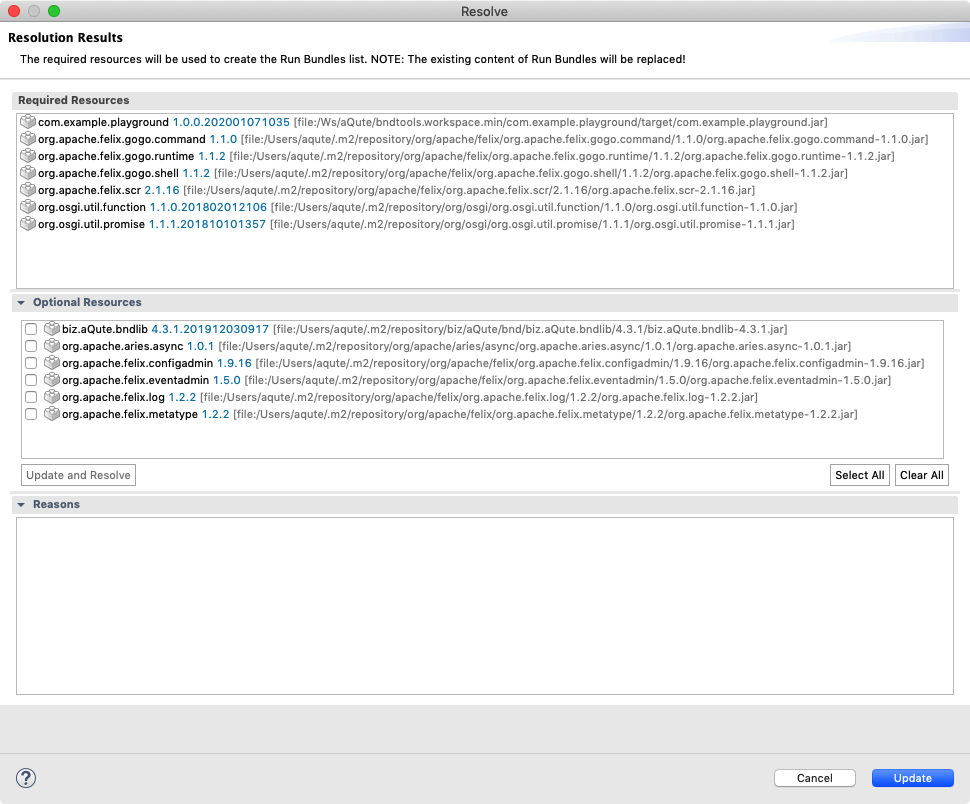 Resolve
Resolution Results
The required resources will be used to create the Run Bundles list. NOTE: The existing content of Run Bundles will be replaced!
Required Resources
com.example.playground 1.0.0.202001071035 [file:/Ws/aQute/bndtools.workspace.min/com.example.playground/target/com.example.playground.jar]
org.apache.felix.gogo.command 1.1.0 [file:/Users/aqute/.m2/repository/org/apache/felix/org.apache.felix.gogo.command/1.1.0/org.apache.felix.gogo.command-1.1.0.jar]
org.apache.felix.gogo.runtime 1.1.2 [file:/Users/aqute/.m2/repository/org/apache/felix/org.apache.felix.gogo.runtime/1.1.2/org.apache.felix.gogo.runtime-1.1.2.jar]
org.apache.felix.gogo.shell 1.1.2 [file:/Users/aqute/.m2/repository/org/apache/felix/org.apache.felix.gogo.shell/1.1.2/org.apache.felix.gogo.shell-1.1.2.jar]
org.apache.felix.scr 2.1.16 [file:/Users/aqute/.m2/repository/org/apache/felix/org.apache.felix.scr/2.1.16/org.apache.felix.scr-2.1.16.jar]
org.osgi.util.function 1.1.0.201802012106 [file:/Users/aqute/.m2/repository/org/osgi/org.osgi.util.function/1.1.0/org.osgi.util.function-1.1.0.jar]
org.osgi.util.promise 1.1.1.201810101357 [file:/Users/aqute/.m2/repository/org/osgi/org.osgi.util.promise/1.1.1/org.osgi.util.promise-1.1.1.jar]
Optional Resources
biz.aQute.bndlib 4.3.1.201912030917 [file:/Users/aqute/.m2/repository/biz/aQute/bnd/biz.aQute.bndlib/4.3.1/biz.aQute.bndlib-4.3.1.jar]
org.apache.aries.async 1.0.1 [file:/Users/aqute/.m2/repository/org/apache/aries/async/org.apache.aries.async/1.0.1/org.apache.aries.async-1.0.1.jar]
org.apache.felix.configadmin 1.9.16 [file:/Users/aqute/.m2/repository/org/apache/felix/org.apache.felix.configadmin/1.9.16/org.apache.felix.configadmin-1.9.16.jar]
org.apache.felix.eventadmin 1.5.0 [file:/Users/aqute/.m2/repository/org/apache/felix/org.apache.felix.eventadmin/1.5.0/org.apache.felix.eventadmin-1.5.0.jar]
org.apache.felix.log 1.2.2 [file:/Users/aqute/.m2/repository/org/apache/felix/org.apache.felix.log/1.2.2/org.apache.felix.log-1.2.2.jar]
org.apache.felix.metatype 1.2.2 [file:/Users/aqute/.m2/repository/org/apache/felix/org.apache.felix.metatype/1.2.2/org.apache.felix.metatype-1.2.2.jar]
Update and Resolve Select All Clear All
Reasons
? Cancel Update